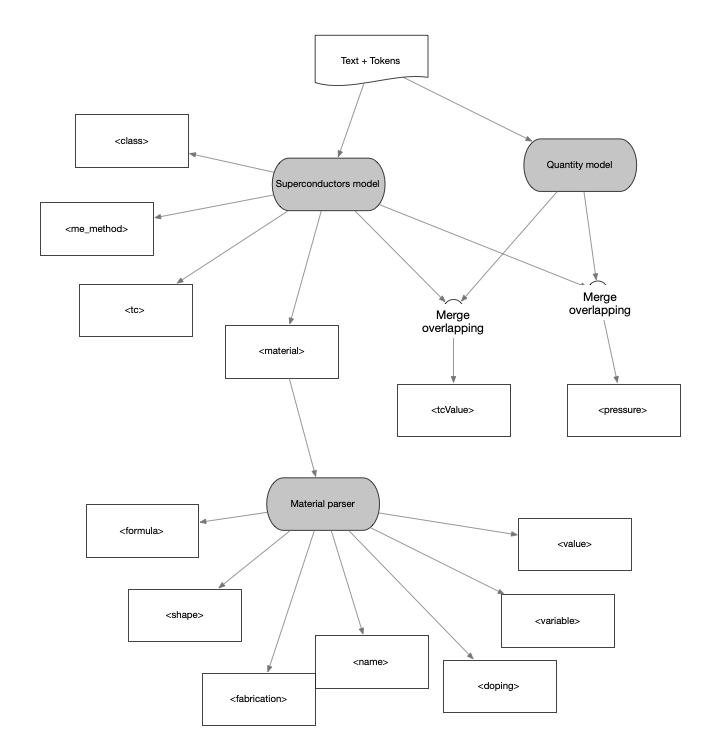 Text + Tokens
<class>
Superconductors model
Quantity model
<me_method>
<tc>
Merge
overlapping
Merge
overlapping
<material>
<tcValue>
<pressure>
Material parser
<formula>
<value>
<shape>
<variable>
<name>
<doping>
<fabrication>